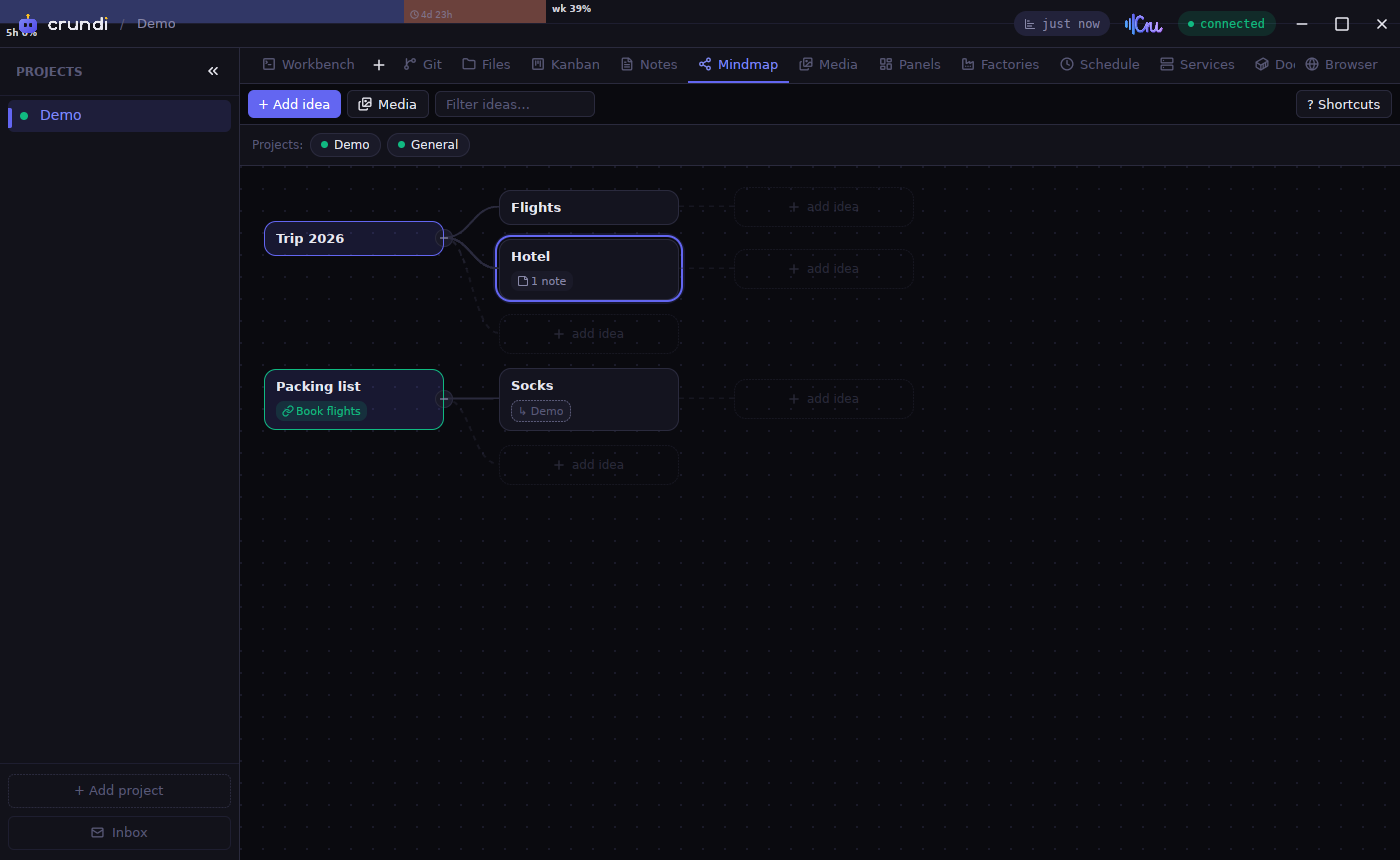 5h 0%
4d 23h
wk 39%
crundi / Demo
just now
Cru
connected
PROJECTS
Demo
+ Add project
Inbox
Workbench + Git Files Kanban Notes Mindmap Media Panels Factories Schedule Services Doc Browser
+ Add idea Media Filter ideas... ? Shortcuts
Projects: Demo General
Trip 2026
Flights
+ add idea
Hotel
1 note
+ add idea
+ add idea
Packing list
Book flights
Socks
↳ Demo
+ add idea
+ add idea